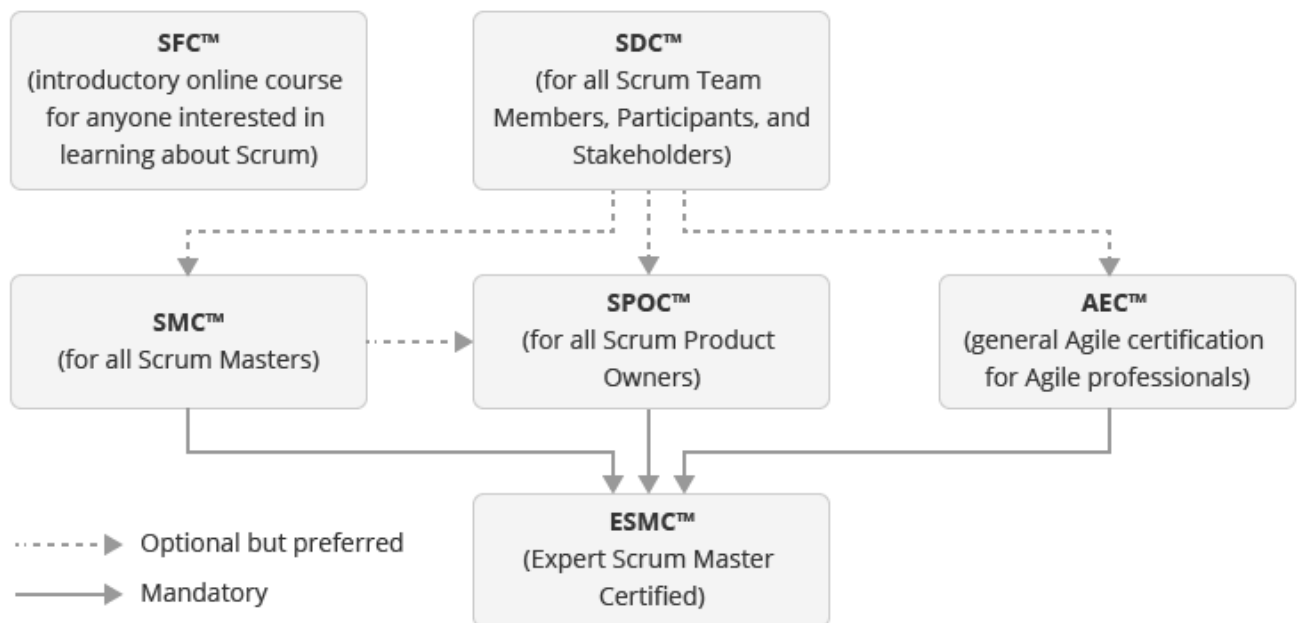 SFC™
(introductory online course
for anyone interested in
learning about Scrum)
SDC™
(for all Scrum Team
Members, Participants, and
Stakeholders)
SMC™
(for all Scrum Masters)
SPOC™
(for all Scrum Product
Owners)
AEC™
(general Agile certification
for Agile professionals)
ESMC™
(Expert Scrum Master
Certified)
Optional but preferred
Mandatory